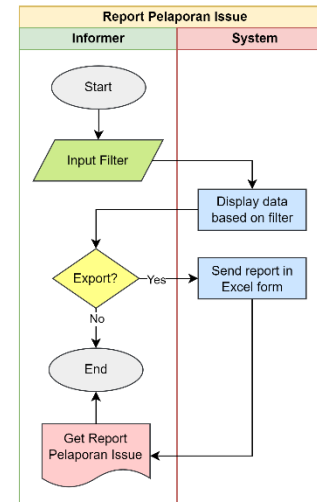 Report Pelaporan Issue
Informer
System
Start
Input Filter
Display data
based on filter
Export?
Yes
Send report in
Excel form
No
End
Get Report
Pelaporan Issue